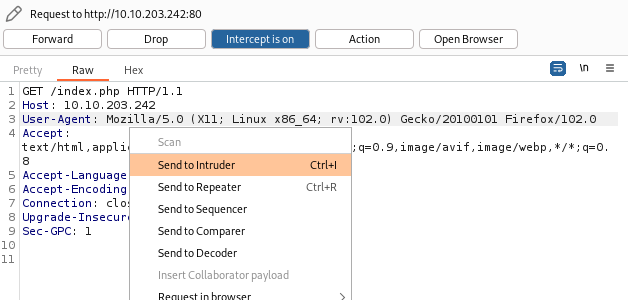 Request to http://10.10.203.242:80
Forward Drop Intercept is on Action Open Browser
Pretty Raw Hex \n
1 GET /index.php HTTP/1.1
2 Host: 10.10.203.242
3 User-Agent: Mozilla/5.0 (X11; Linux x86_64; rv:102.0) Gecko/20100101 Firefox/102.0
4 Accept:
text/html,applic ;q=0.9,image/avif,image/webp,*/*;q=0.
8
5 Accept-Language
6 Accept-Encoding
7 Connection: clos
8 Upgrade-Insecure
9 Sec-GPC: 1
10
11
Scan
Send to Intruder Ctrl+I
Send to Repeater Ctrl+R
Send to Sequencer
Send to Comparer
Send to Decoder
Insert Collaborator payload
Request in browser